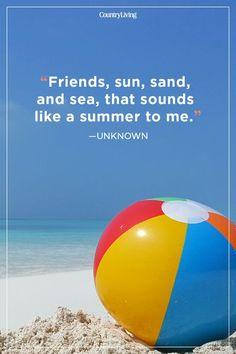 CountryLiving
“Friends, sun, sand,
and sea, that sounds
like a summer to me.”
—UNKNOWN